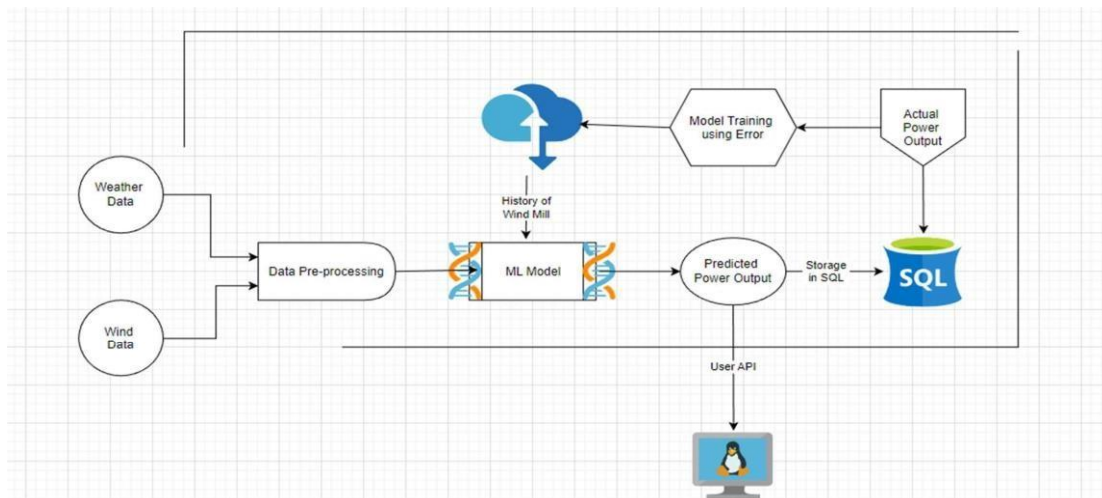 Model Training
using Error
Actual
Power
Output
Weather
Data
History of
Wind Mill
Data Pre-processing
ML Model
Predicted
Power Output
Storage
in SQL
SQL
Wind
Data
User API